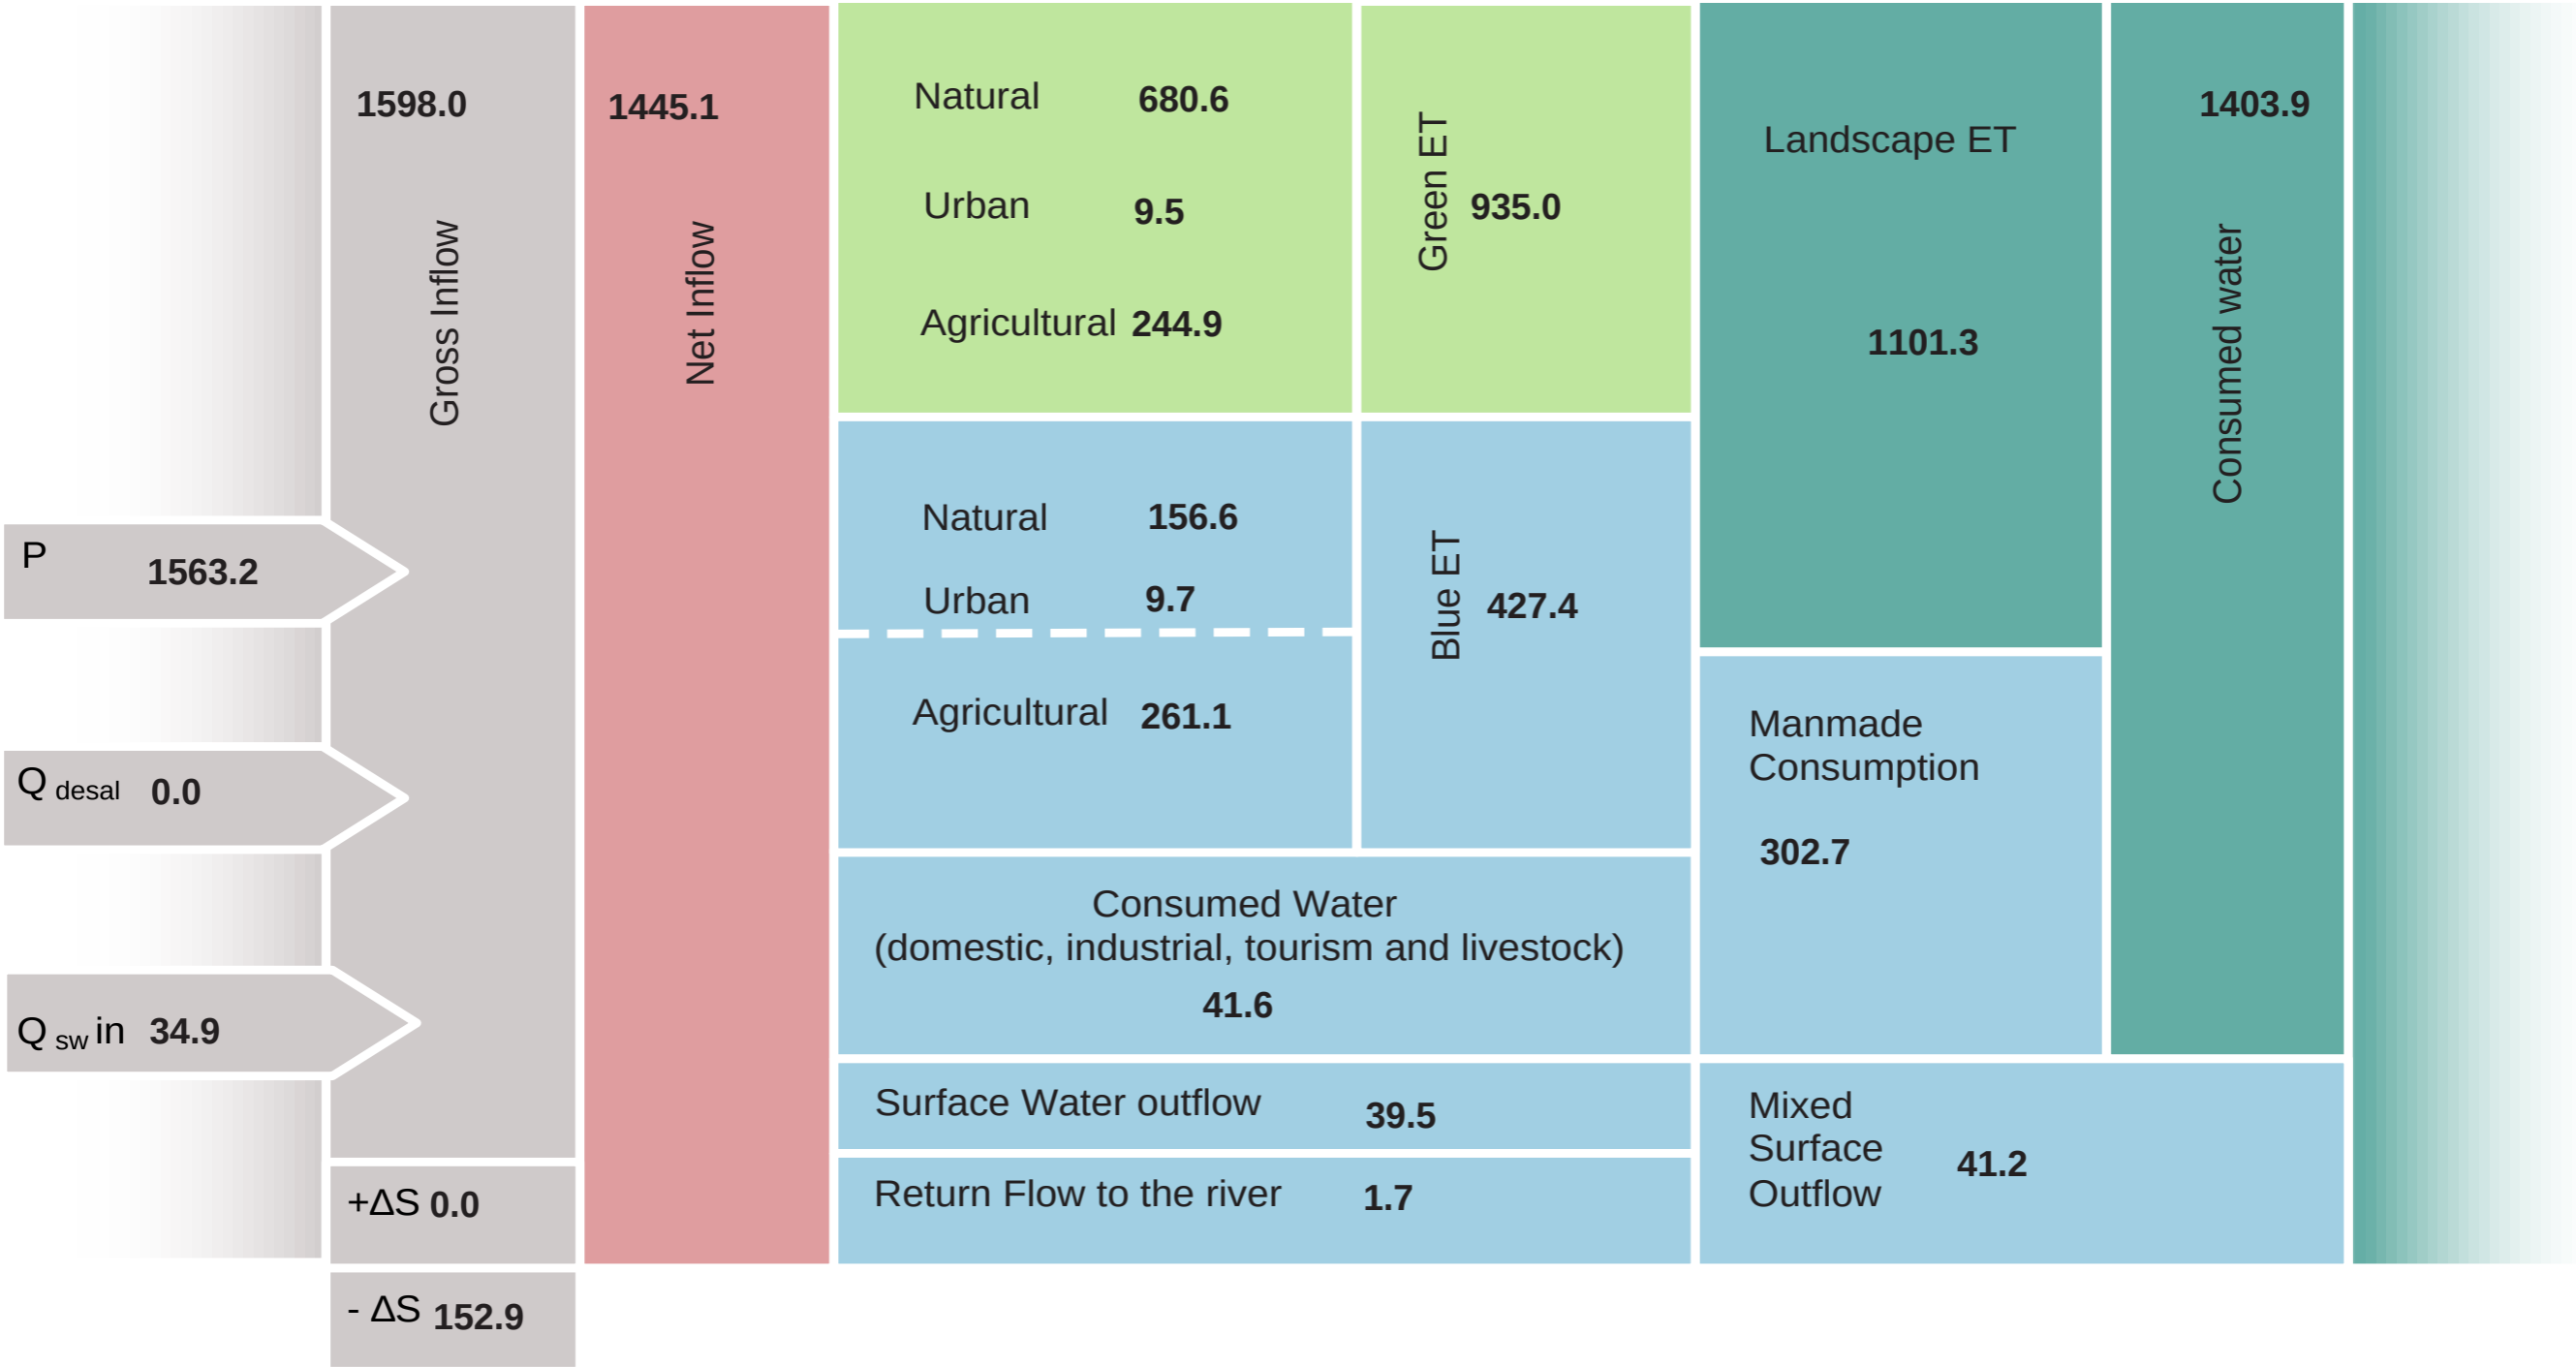 P 1563.2
Q desal 0.0
Q sw in 34.9
1598.0
Gross Inflow
+ΔS 0.0
- ΔS 152.9
1445.1
Net Inflow
Natural 680.6
Urban 9.5
Agricultural 244.9
Green ET 935.0
Natural 156.6
Urban 9.7
Agricultural 261.1
Blue ET 427.4
Consumed Water
(domestic, industrial, tourism and livestock)
41.6
Surface Water outflow 39.5
Return Flow to the river 1.7
Landscape ET
1101.3
Manmade
Consumption
302.7
1403.9
Consumed water
Mixed
Surface 41.2
Outflow